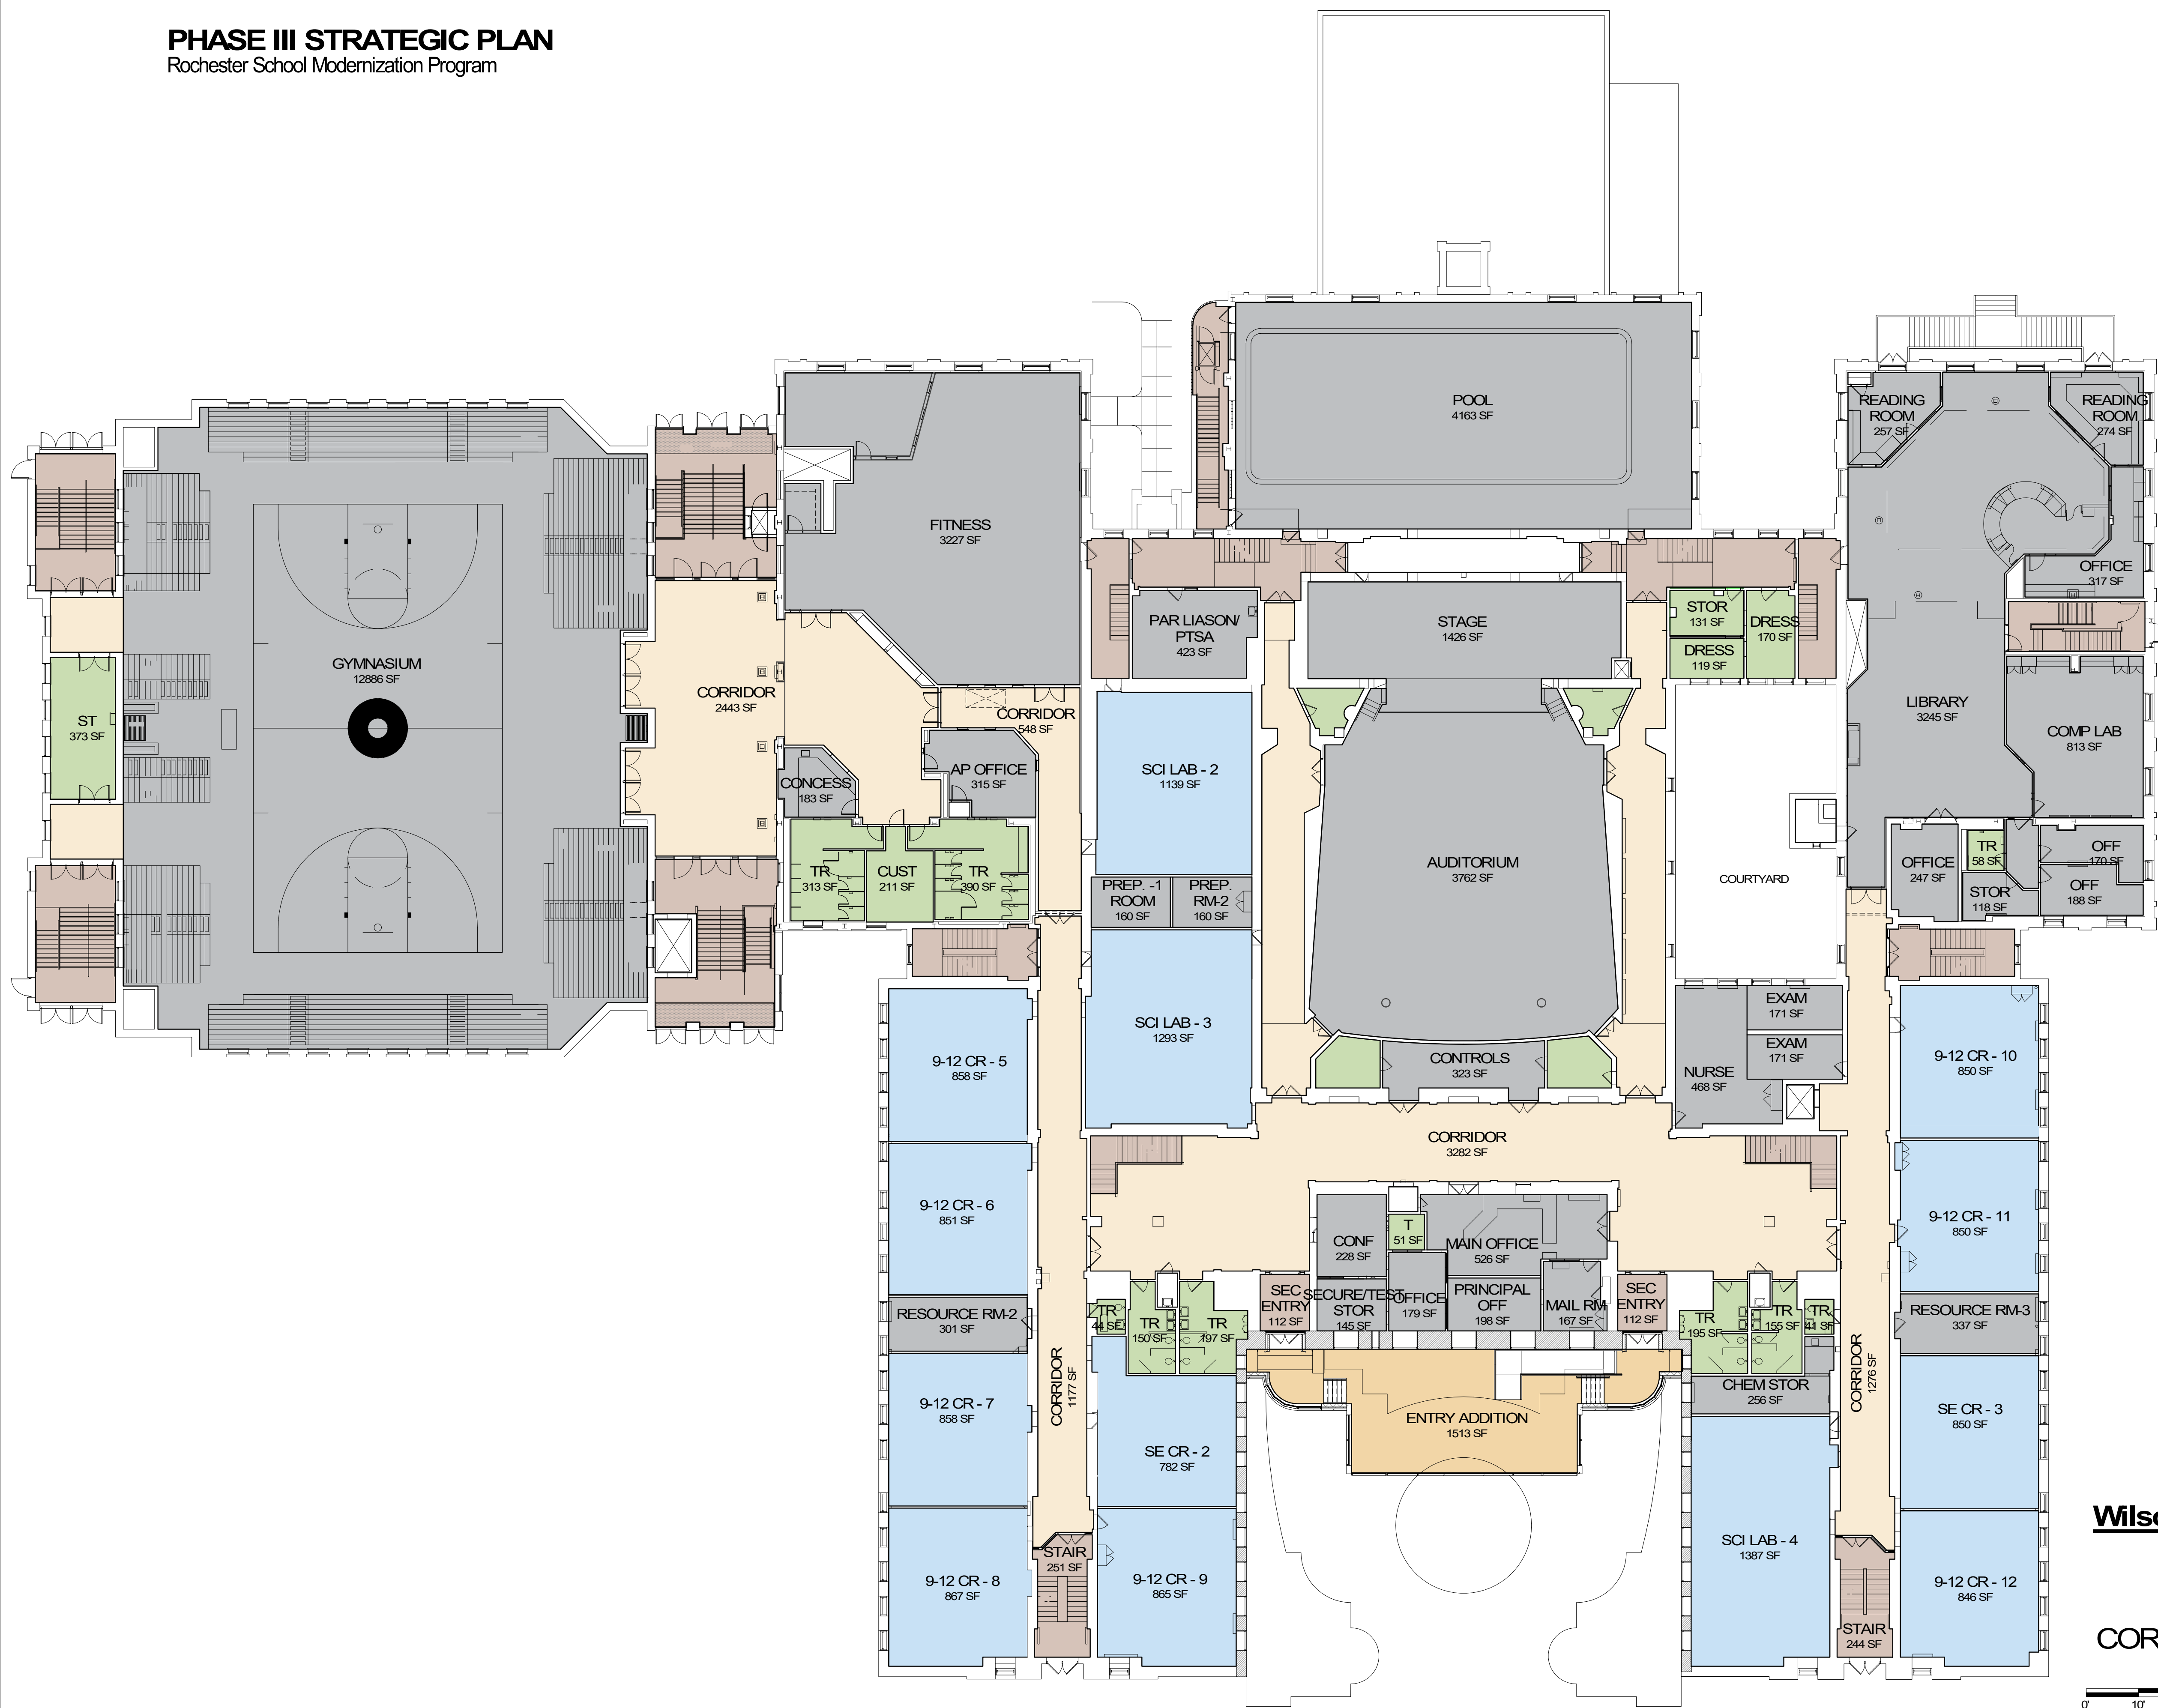 PHASE III STRATEGIC PLAN
Rochester School Modernization Program
POOL
4163 SF
READING
ROOM
257 SF
READING
ROOM
274 SF
FITNESS
3227 SF
OFFICE
317 SF
STOR
131 SF
DRESS
170 SF
DRESS
119 SF
PAR LIASON/
PTSA
423 SF
STAGE
1426 SF
GYMNASIUM
12886 SF
CORRIDOR
2443 SF
CORRIDOR
548 SF
LIBRARY
3245 SF
COMP LAB
813 SF
ST
373 SF
SCI LAB - 2
1139 SF
CONCESS
183 SF
AP OFFICE
315 SF
AUDITORIUM
3762 SF
COURTYARD
TR
313 SF
CUST
211 SF
TR
390 SF
PREP. -1
ROOM
160 SF
PREP.
RM-2
160 SF
OFFICE
247 SF
TR
58 SF
STOR
118 SF
OFF
170 SF
OFF
188 SF
SCI LAB - 3
1293 SF
EXAM
171 SF
EXAM
171 SF
NURSE
468 SF
CONTROLS
323 SF
9-12 CR - 5
858 SF
9-12 CR - 10
850 SF
CORRIDOR
3282 SF
9-12 CR - 6
851 SF
9-12 CR - 11
850 SF
CONF
228 SF
T
51 SF
MAIN OFFICE
526 SF
SEC
ENTRY
112 SF
SECURE/TEST
STOR
145 SF
OFFICE
179 SF
PRINCIPAL
OFF
198 SF
MAIL RM
167 SF
SEC
ENTRY
112 SF
RESOURCE RM-2
301 SF
TR
44 SF
TR
150 SF
TR
197 SF
TR
195 SF
TR
155 SF
TR
41 SF
RESOURCE RM-3
337 SF
CORRIDOR
1177 SF
CORRIDOR
1276 SF
CHEM STOR
256 SF
9-12 CR - 7
858 SF
SE CR - 2
782 SF
ENTRY ADDITION
1513 SF
SE CR - 3
850 SF
Wilso
SCI LAB - 4
1387 SF
STAIR
251 SF
9-12 CR - 8
867 SF
9-12 CR - 9
865 SF
9-12 CR - 12
846 SF
STAIR
244 SF
COR
0' 10'